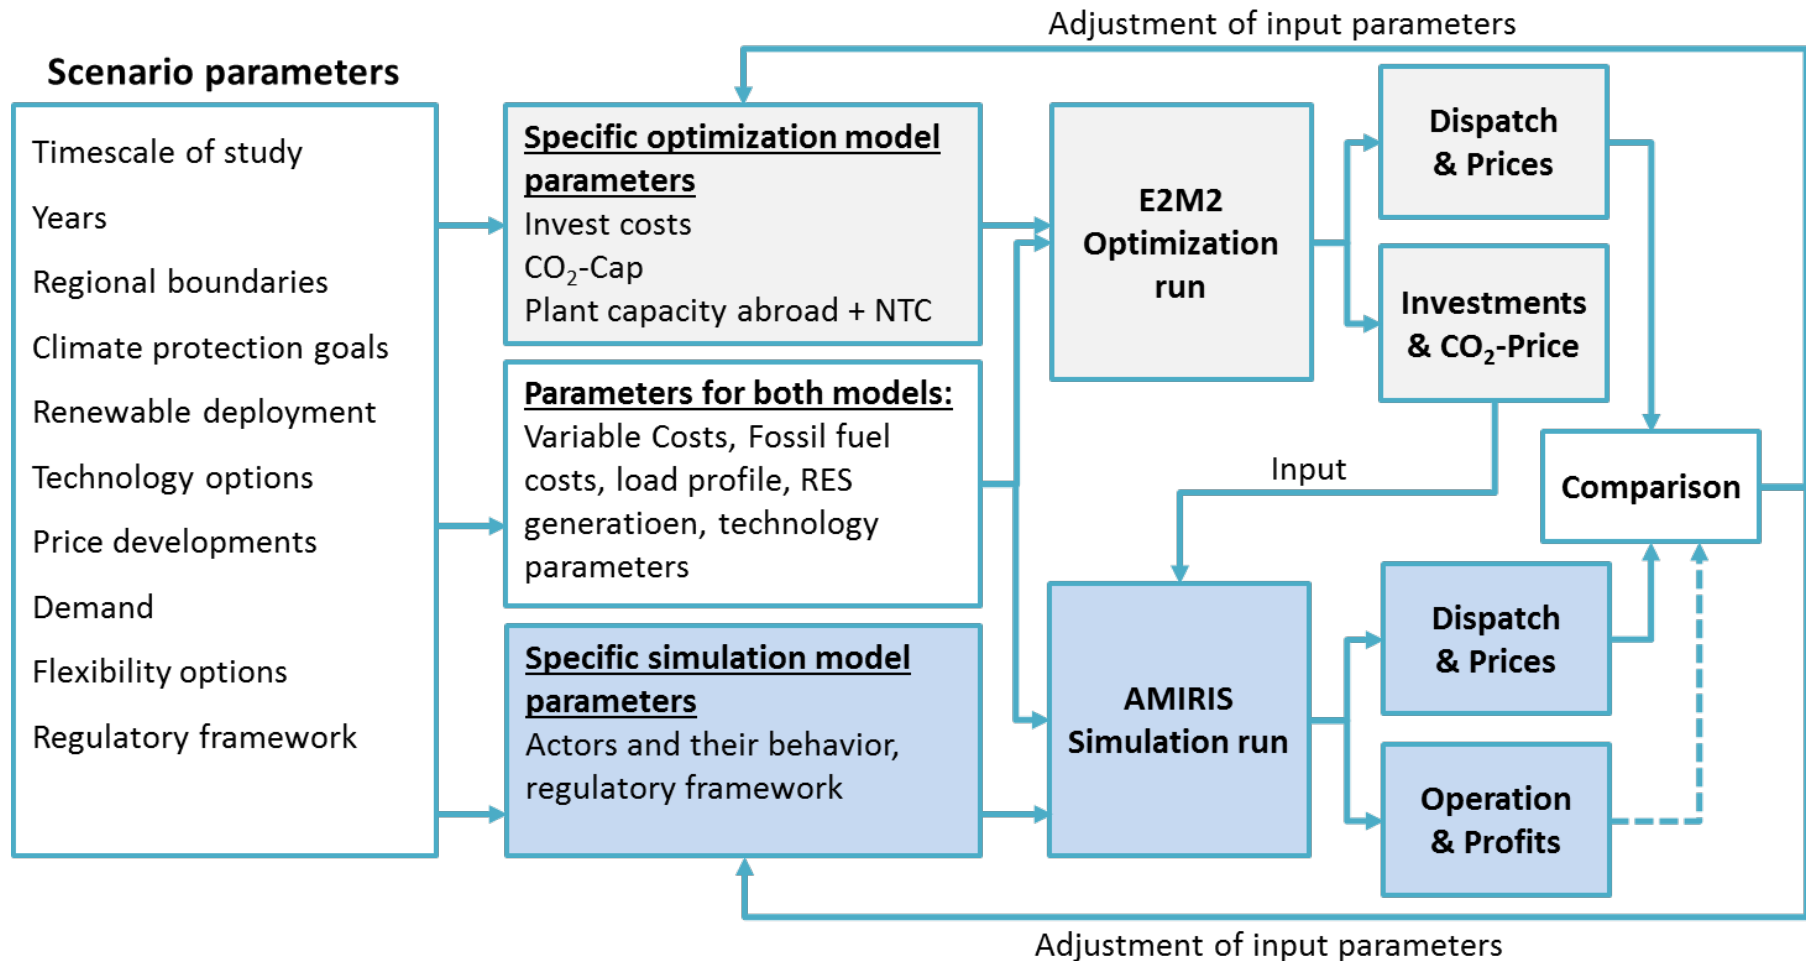 Adjustment of input parameters
Scenario parameters
Timescale of study
Years
Regional boundaries
Climate protection goals
Renewable deployment
Technology options
Price developments
Demand
Flexibility options
Regulatory framework
Specific optimization model
parameters
Invest costs
CO₂-Cap
Plant capacity abroad + NTC
Parameters for both models:
Variable Costs, Fossil fuel
costs, load profile, RES
generatioen, technology
parameters
Specific simulation model
parameters
Actors and their behavior,
regulatory framework
E2M2
Optimization
run
Input
AMIRIS
Simulation run
Dispatch
& Prices
Investments
& CO₂-Price
Comparison
Dispatch
& Prices
Operation
& Profits
Adjustment of input parameters